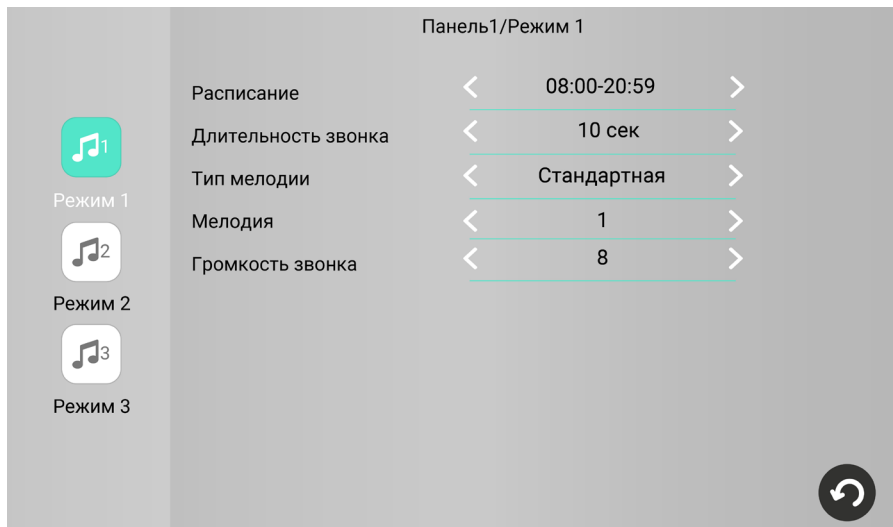 Панель1/Режим 1
1
Режим 1
2
Режим 2
3
Режим 3
Расписание 08:00-20:59
Длительность звонка 10 сек
Тип мелодии Стандартная
Мелодия 1
Громкость звонка 8